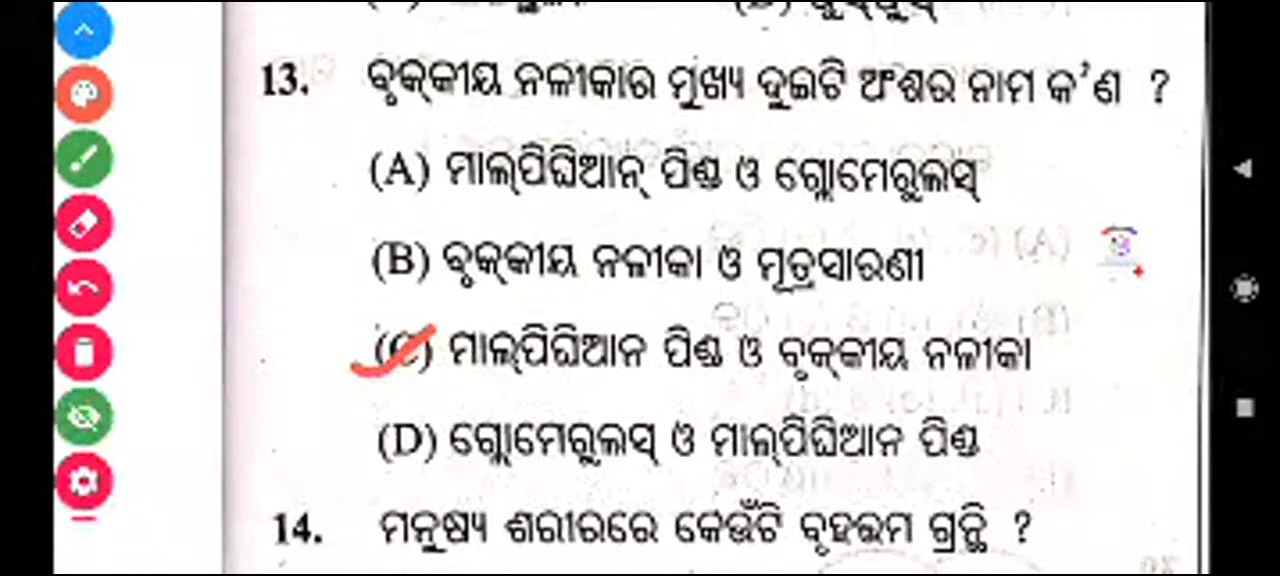 13. ବୃକ୍‌କୀୟ ନଳୀକାର ମୁଖ୍ୟ ଦୁଇଟି ଅଂଶର ନାମ କ'ଣ ?
(A) ମାଲ୍‌ପିଘିଆନ୍ ପିଣ୍ଡ ଓ ଗ୍ଲୋମେରୁଲସ୍
(B) ବୃକ୍‌କୀୟ ନଳୀକା ଓ ମୂତ୍ରସାରଣୀ
(C) ମାଲ୍‌ପିଘିଆନ ପିଣ୍ଡ ଓ ବୃକ୍‌କୀୟ ନଳୀକା
(D) ଗ୍ଲୋମେରୁଲସ୍ ଓ ମାଲ୍‌ପିଘିଆନ ପିଣ୍ଡ
14. ମନୁଷ୍ୟ ଶରୀରରେ କେଉଁଟି ବୃହତ୍ତମ ଗ୍ରନ୍ଥି ?